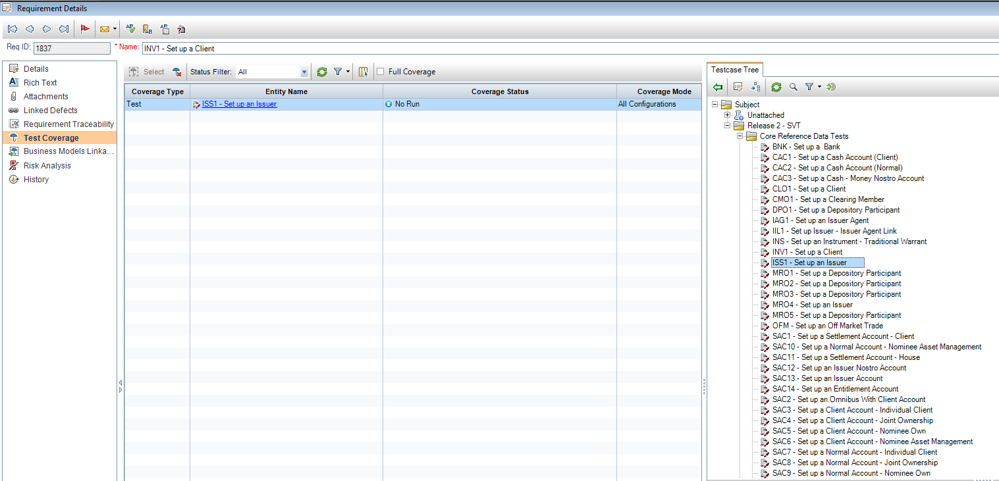 Requirement Details
Req ID: 1837 * Name: INV1 - Set up a Client
Details
Rich Text
Attachments
Linked Defects
Requirement Traceability
Test Coverage
Business Models Linka...
Risk Analysis
History
Select Status Filter: All Full Coverage
Coverage Type Entity Name Coverage Status Coverage Mode
Test ISS1 - Set up an Issuer No Run All Configurations
Testcase Tree
Subject
Unattached
Release 2 - SVT
Core Reference Data Tests
BNK - Set up a Bank
CAC1 - Set up a Cash Account (Client)
CAC2 - Set up a Cash Account (Normal)
CAC3 - Set up a Cash - Money Nostro Account
CLO1 - Set up a Client
CMO1 - Set up a Clearing Member
DPO1 - Set up a Depository Participant
IAG1 - Set up an Issuer Agent
IIL1 - Set up Issuer - Issuer Agent Link
INS - Set up an Instrument - Traditional Warrant
INV1 - Set up a Client
ISS1 - Set up an Issuer
MRO1 - Set up a Depository Participant
MRO2 - Set up a Depository Participant
MRO3 - Set up a Depository Participant
MRO4 - Set up an Issuer
MRO5 - Set up a Depository Participant
OFM - Set up an Off Market Trade
SAC1 - Set up a Settlement Account - Client
SAC10 - Set up a Normal Account - Nominee Asset Management
SAC11 - Set up a Settlement Account - House
SAC12 - Set up an Issuer Nostro Account
SAC13 - Set up an Issuer Account
SAC14 - Set up an Entitlement Account
SAC2 - Set up an Omnibus With Client Account
SAC3 - Set up a Client Account - Individual Client
SAC4 - Set up a Client Account - Joint Ownership
SAC5 - Set up a Client Account - Nominee Own
SAC6 - Set up a Client Account - Nominee Asset Management
SAC7 - Set up a Normal Account - Individual Client
SAC8 - Set up a Normal Account - Joint Ownership
SAC9 - Set up a Normal Account - Nominee Own